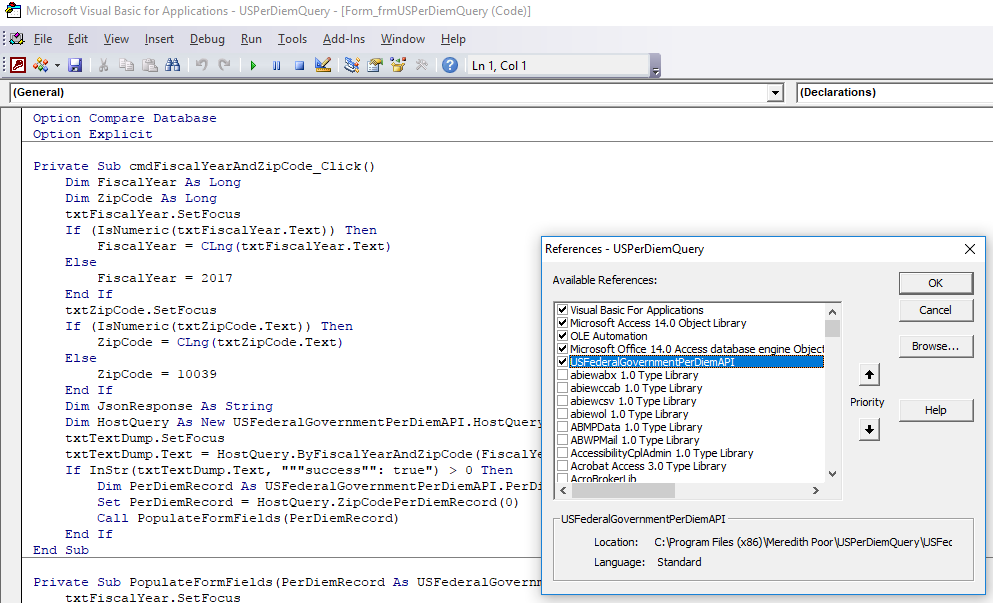 Microsoft Visual Basic for Applications - USPerDiemQuery - [Form_frmUSPerDiemQuery (Code)]
File Edit View Insert Debug Run Tools Add-Ins Window Help
Ln 1, Col 1
(General) (Declarations)
Option Compare Database
Option Explicit
Private Sub cmdFiscalYearAndZipCode_Click()
Dim FiscalYear As Long
Dim ZipCode As Long
txtFiscalYear.SetFocus
If (IsNumeric(txtFiscalYear.Text)) Then
FiscalYear = CLng(txtFiscalYear.Text)
Else
FiscalYear = 2017
End If
txtZipCode.SetFocus
If (IsNumeric(txtZipCode.Text)) Then
ZipCode = CLng(txtZipCode.Text)
Else
ZipCode = 10039
End If
Dim JsonResponse As String
Dim HostQuery As New USFederalGovernmentPerDiemAPI.HostQuery
txtTextDump.SetFocus
txtTextDump.Text = HostQuery.ByFiscalYearAndZipCode(FiscalYe
If InStr(txtTextDump.Text, """success"": true") > 0 Then
Dim PerDiemRecord As USFederalGovernmentPerDiemAPI.PerDi
Set PerDiemRecord = HostQuery.ZipCodePerDiemRecord(0)
Call PopulateFormFields(PerDiemRecord)
End If
End Sub
Private Sub PopulateFormFields(PerDiemRecord As USFederalGovernm
txtFiscalYear.SetFocus
References - USPerDiemQuery
Available References:
Visual Basic For Applications
Microsoft Access 14.0 Object Library
OLE Automation
Microsoft Office 14.0 Access database engine Object
USFederalGovernmentPerDiemAPI
abiewabx 1.0 Type Library
abiewccab 1.0 Type Library
abiewcsv 1.0 Type Library
abiewol 1.0 Type Library
ABMPData 1.0 Type Library
ABWPMail 1.0 Type Library
AccessibilityCplAdmin 1.0 Type Library
Acrobat Access 3.0 Type Library
AcroBrokerLib
OK
Cancel
Browse...
Priority
Help
USFederalGovernmentPerDiemAPI
Location: C:\Program Files (x86)\Meredith Poor\USPerDiemQuery\USFec
Language: Standard